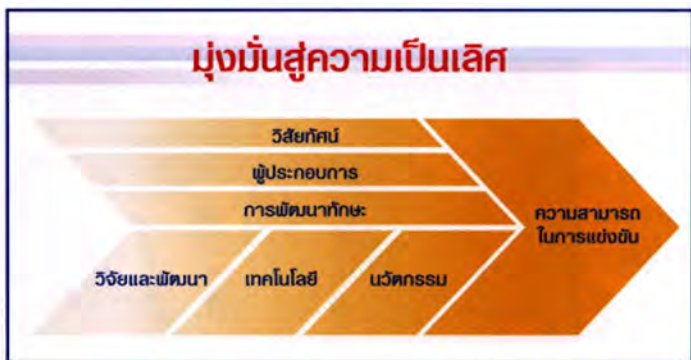 มุ่งมั่นสู่ความเป็นเลิศ
วิสัยทัศน์
ผู้ประกอบการ
การพัฒนาทักษะ
วิจัยและพัฒนา
เทคโนโลยี
นวัตกรรม
ความสามารถ
ในการแข่งขัน